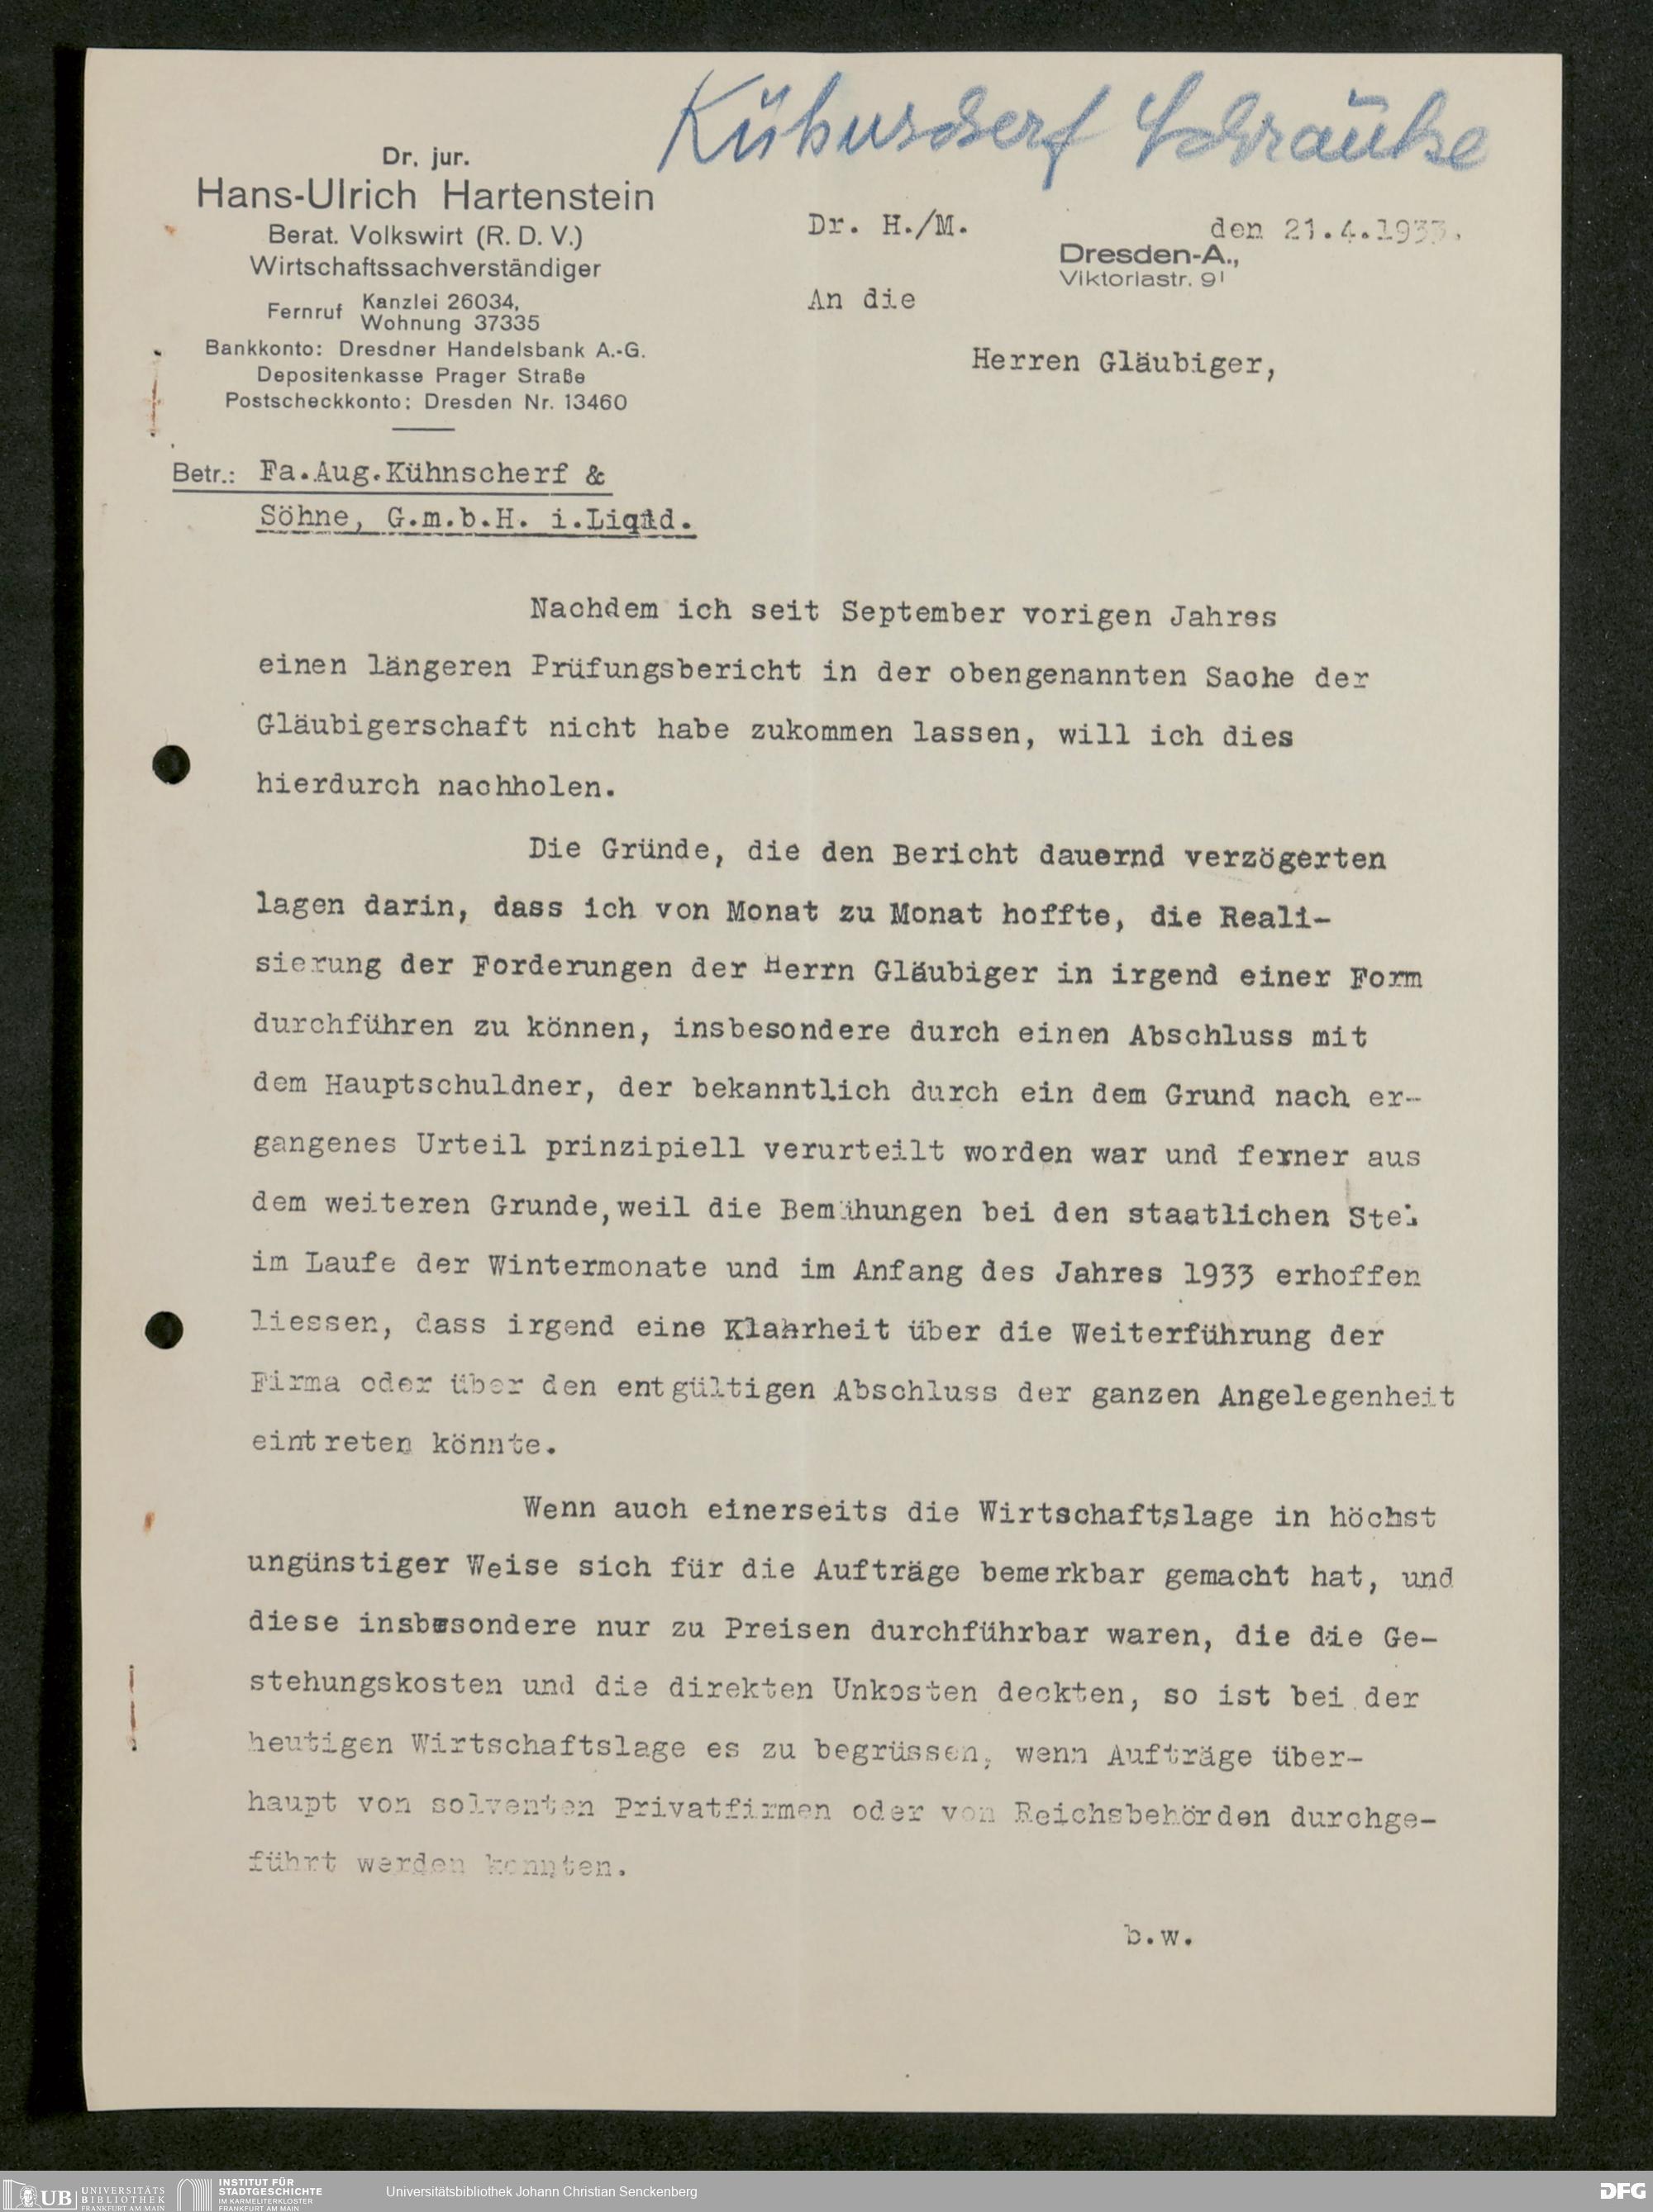 Kühnscherf Schränke
Dr. jur.
Hans-Ulrich Hartenstein
Berat. Volkswirt (R. D. V.)
Wirtschaftssachverständiger
Fernruf Kanzlei 26034,
Wohnung 37335
Bankkonto: Dresdner Handelsbank A.-G.
Depositenkasse Prager Straße
Postscheckkonto: Dresden Nr. 13460
Dr. H./M.
den 21.4.1933.
Dresden-A.,
Viktoriastr. 9I
An die
Herren Gläubiger,
Betr.: Fa.Aug.Kühnscherf &
Söhne, G.m.b.H. i.Liqid.
Nachdem ich seit September vorigen Jahres
einen längeren Prüfungsbericht in der obengenannten Sache der
Gläubigerschaft nicht habe zukommen lassen, will ich dies
hierdurch nachholen.
Die Gründe, die den Bericht dauernd verzögerten
lagen darin, dass ich von Monat zu Monat hoffte, die Reali-
sierung der Forderungen der Herrn Gläubiger in irgend einer Form
durchführen zu können, insbesondere durch einen Abschluss mit
dem Hauptschuldner, der bekanntlich durch ein dem Grund nach er-
gangenes Urteil prinzipiell verurteilt worden war und ferner aus
dem weiteren Grunde,weil die Bemühungen bei den staatlichen Stel
im Laufe der Wintermonate und im Anfang des Jahres 1933 erhoffen
liessen, dass irgend eine Klahrheit über die Weiterführung der
Firma oder über den entgültigen Abschluss der ganzen Angelegenheit
eintreten könnte.
Wenn auch einerseits die Wirtschaftslage in höchst
ungünstiger Weise sich für die Aufträge bemerkbar gemacht hat, und
diese insbesondere nur zu Preisen durchführbar waren, die die Ge-
stehungskosten und die direkten Unkosten deckten, so ist bei der
heutigen Wirtschaftslage es zu begrüssen, wenn Aufträge über-
haupt von solventen Privatfirmen oder von Reichsbehörden durchge-
führt werden konnten.
b.w.
UB UNIVERSITÄTS
BIBLIOTHEK
FRANKFURT AM MAIN
INSTITUT FÜR
STADTGESCHICHTE
IM KARMELITERKLOSTER
FRANKFURT AM MAIN
Universitätsbibliothek Johann Christian Senckenberg
DFG